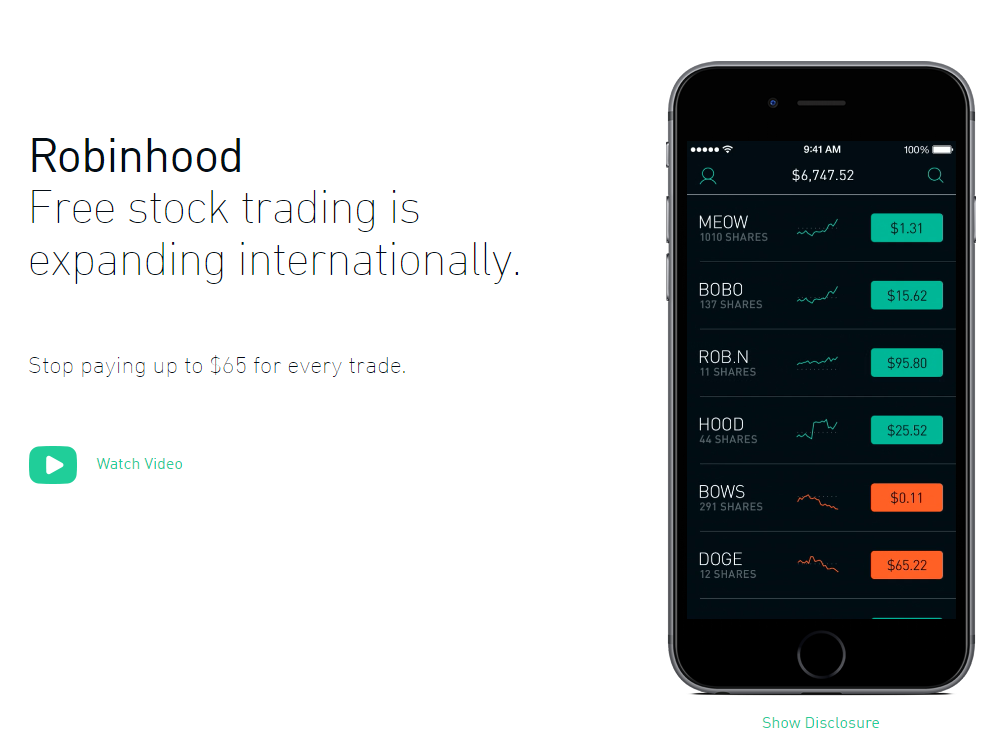 Robinhood
Free stock trading is
expanding internationally.
Stop paying up to $65 for every trade.
Watch Video
9:41 AM 100%
$6,747.52
MEOW
1010 SHARES
$1.31
BOBO
137 SHARES
$15.62
ROB.N
11 SHARES
$95.80
HOOD
44 SHARES
$25.52
BOWS
291 SHARES
$0.11
DOGE
12 SHARES
$65.22
Show Disclosure